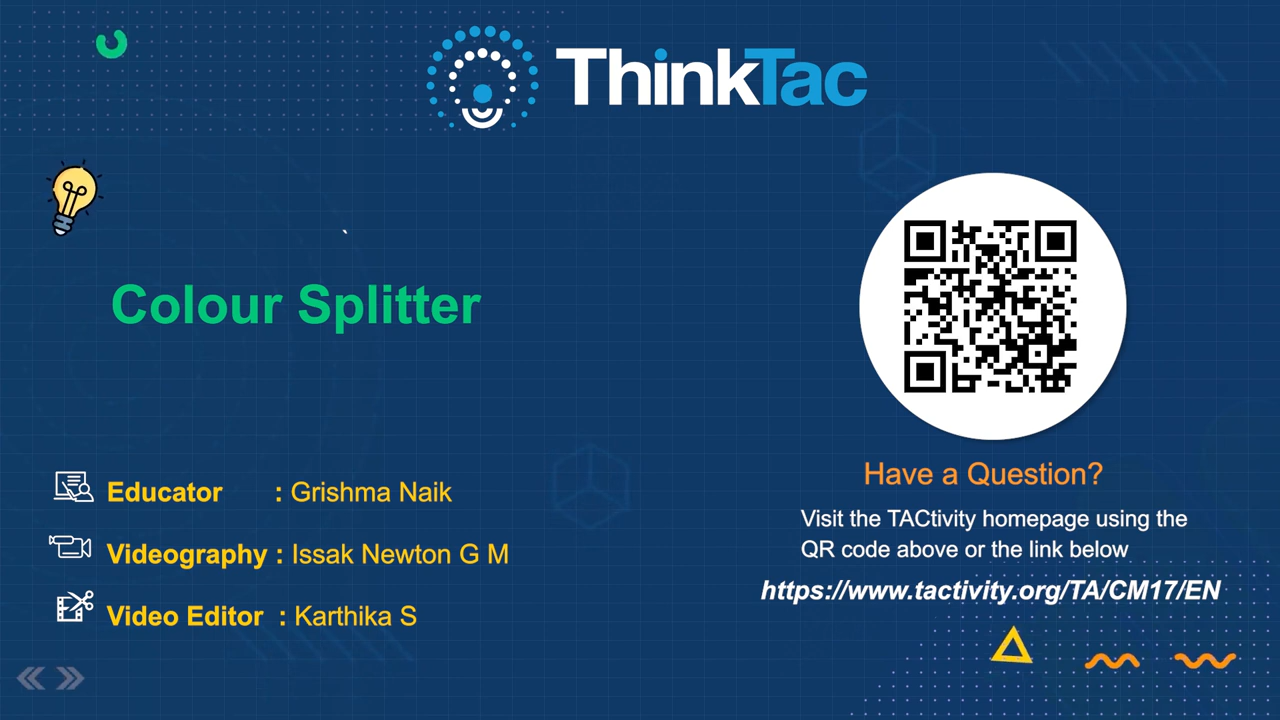 ThinkTac
Colour Splitter
Educator : Grishma Naik
Videography : Issak Newton G M
Video Editor : Karthika S
Have a Question?
Visit the TACtivity homepage using the
QR code above or the link below
https://www.tactivity.org/TA/CM17/EN